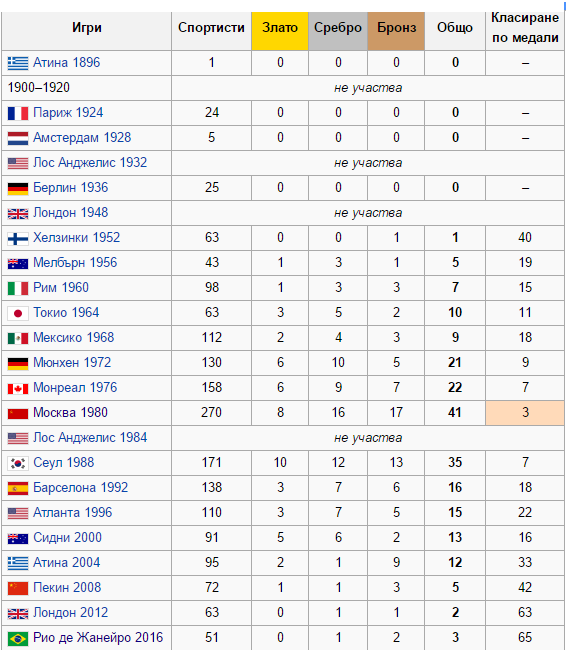 Игри Спортисти Злато Сребро Бронз Общо Класиране по медали
Атина 1896 1 0 0 0 0 –
1900–1920 не участва
Париж 1924 24 0 0 0 0 –
Амстердам 1928 5 0 0 0 0 –
Лос Анджелис 1932 не участва
Берлин 1936 25 0 0 0 0 –
Лондон 1948 не участва
Хелзинки 1952 63 0 0 1 1 40
Мелбърн 1956 43 1 3 1 5 19
Рим 1960 98 1 3 3 7 15
Токио 1964 63 3 5 2 10 11
Мексико 1968 112 2 4 3 9 18
Мюнхен 1972 130 6 10 5 21 9
Монреал 1976 158 6 9 7 22 7
Москва 1980 270 8 16 17 41 3
Лос Анджелис 1984 не участва
Сеул 1988 171 10 12 13 35 7
Барселона 1992 138 3 7 6 16 18
Атланта 1996 110 3 7 5 15 22
Сидни 2000 91 5 6 2 13 16
Атина 2004 95 2 1 9 12 33
Пекин 2008 72 1 1 3 5 42
Лондон 2012 63 0 1 1 2 63
Рио де Жанейро 2016 51 0 1 2 3 65